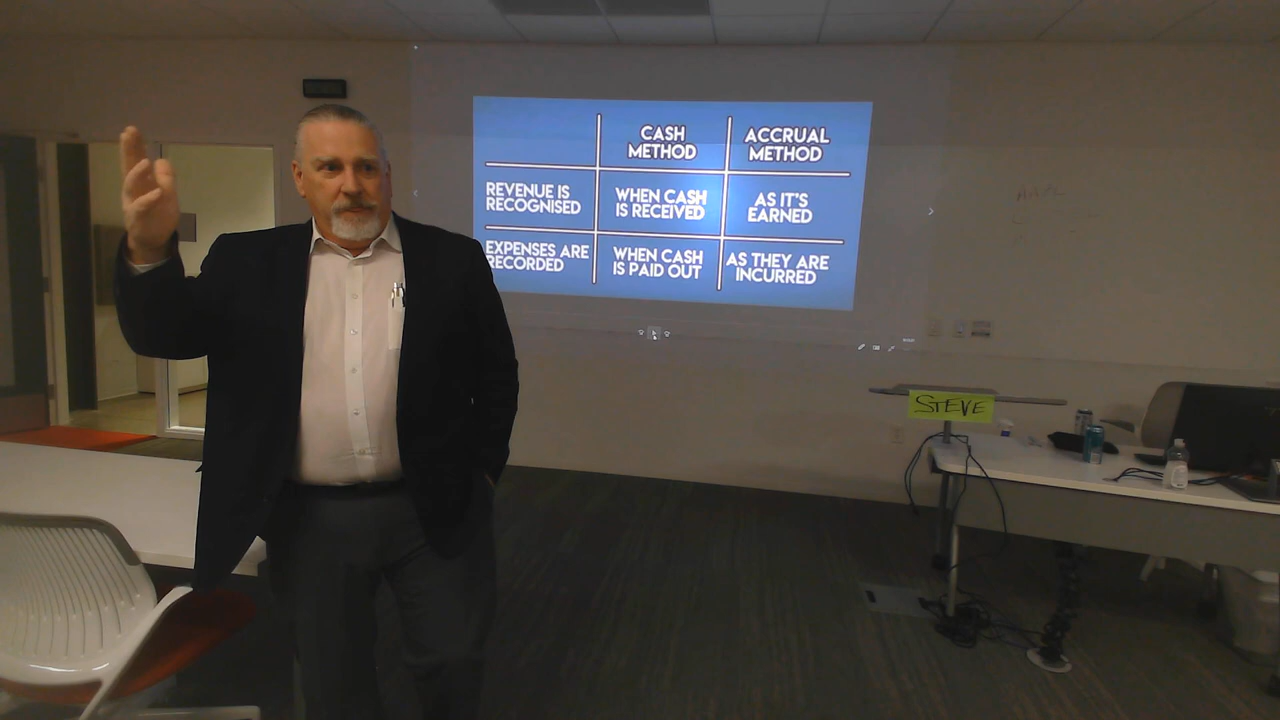 CASH
METHOD
ACCRUAL
METHOD
REVENUE IS
RECOGNISED
WHEN CASH
IS RECEIVED
AS IT'S
EARNED
EXPENSES ARE
RECORDED
WHEN CASH
IS PAID OUT
AS THEY ARE
INCURRED
STEVE